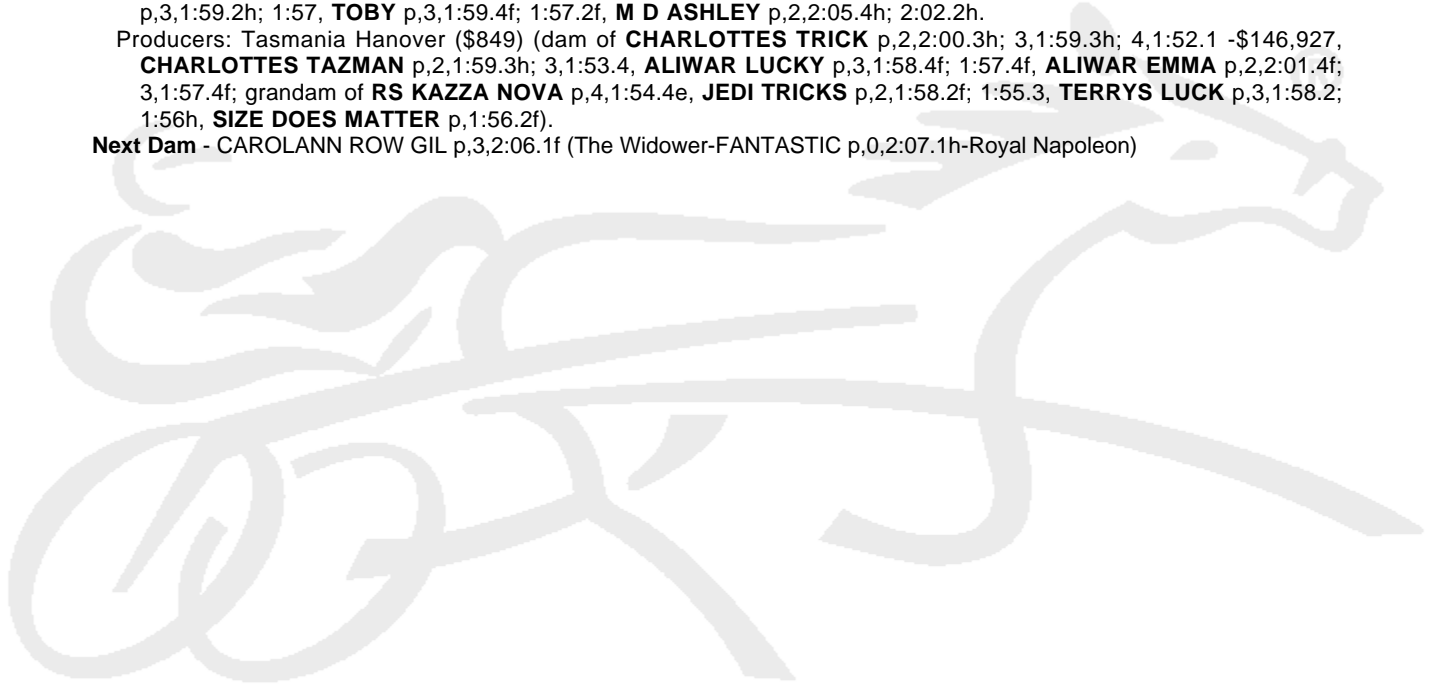 p,3,1:59.2h; 1:57, TOBY p,3,1:59.4f; 1:57.2f, M D ASHLEY p,2,2:05.4h; 2:02.2h.
Producers: Tasmania Hanover ($849) (dam of CHARLOTTES TRICK p,2,2:00.3h; 3,1:59.3h; 4,1:52.1 -$146,927,
CHARLOTTES TAZMAN p,2,1:59.3h; 3,1:53.4, ALIWAR LUCKY p,3,1:58.4f; 1:57.4f, ALIWAR EMMA p,2,2:01.4f;
3,1:57.4f; grandam of RS KAZZA NOVA p,4,1:54.4e, JEDI TRICKS p,2,1:58.2f; 1:55.3, TERRYS LUCK p,3,1:58.2;
1:56h, SIZE DOES MATTER p,1:56.2f).
Next Dam - CAROLANN ROW GIL p,3,2:06.1f (The Widower-FANTASTIC p,0,2:07.1h-Royal Napoleon)
®